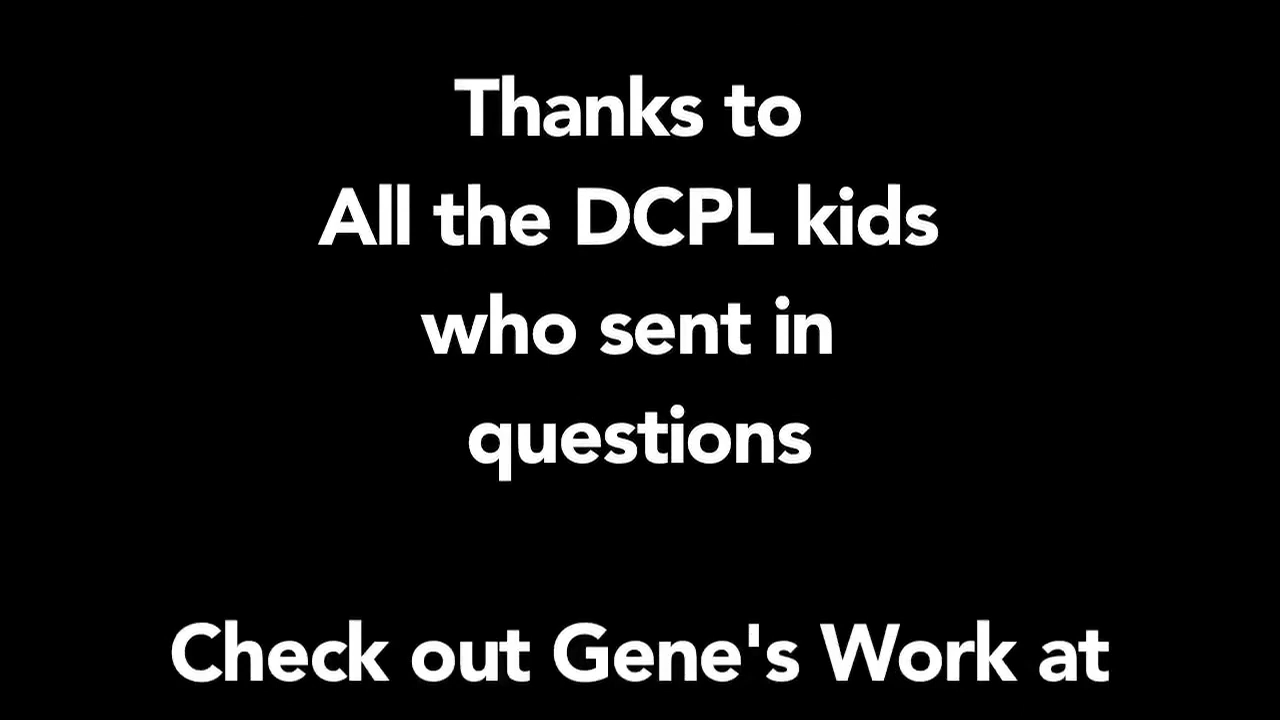 Thanks to
All the DCPL kids
who sent in
questions
Check out Gene's Work at